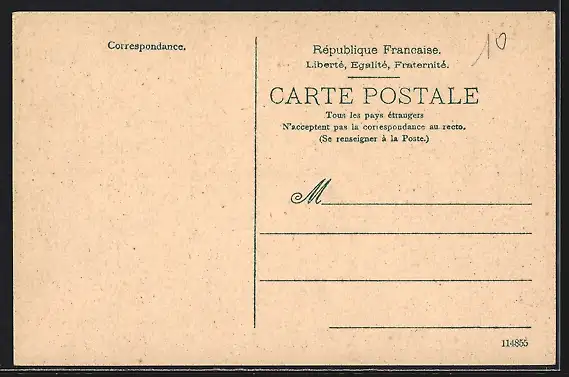 Correspondance.
République Francaise.
Liberté, Egalité, Fraternité.
10
CARTE POSTALE
Tous les pays étrangers
N'acceptent pas la correspondance au recto.
(Se renseigner à la Poste.)
M
114855